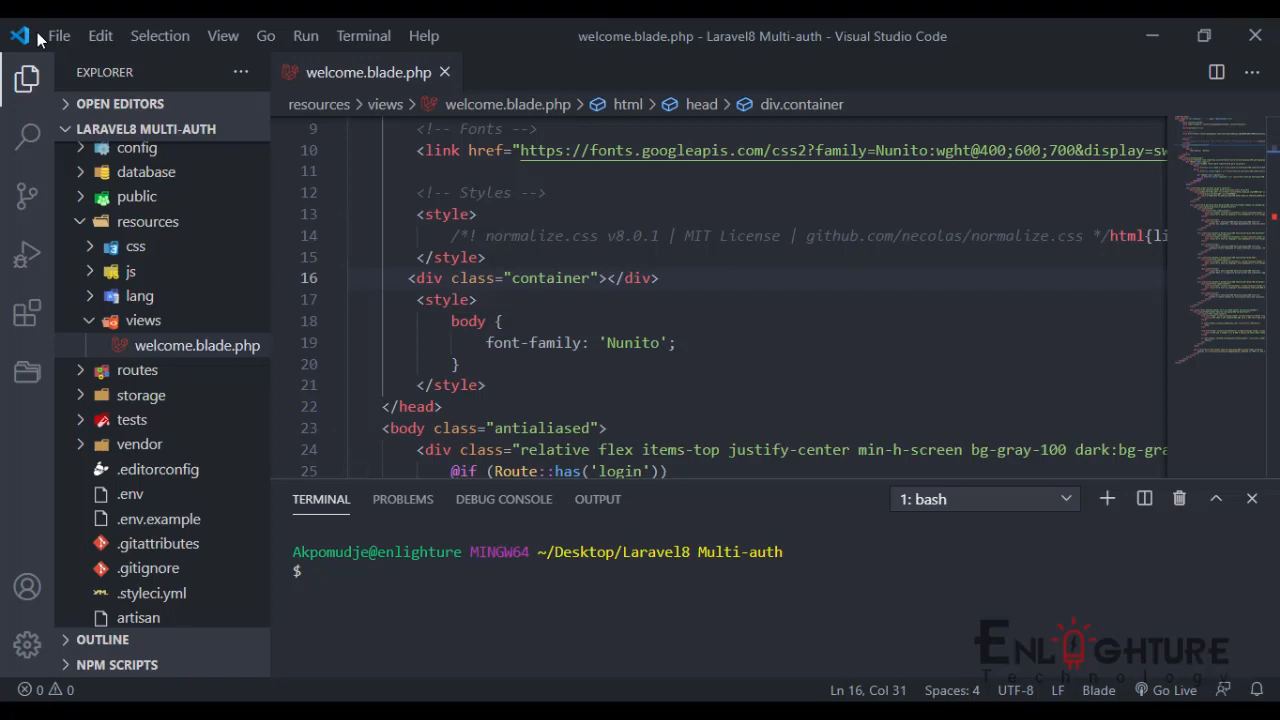 File Edit Selection View Go Run Terminal Help welcome.blade.php - Laravel8 Multi-auth - Visual Studio Code
EXPLORER
OPEN EDITORS
LARAVEL8 MULTI-AUTH
config
database
public
resources
css
js
lang
views
welcome.blade.php
routes
storage
tests
vendor
.editorconfig
.env
.env.example
.gitattributes
.gitignore
.styleci.yml
artisan
OUTLINE
NPM SCRIPTS
welcome.blade.php
resources > views > welcome.blade.php > html > head > div.container
9 <!-- Fonts -->
10 <link href="https://fonts.googleapis.com/css2?family=Nunito:wght@400;600;700&display=sw
11
12 <!-- Styles -->
13 <style>
14 /*! normalize.css v8.0.1 | MIT License | github.com/necolas/normalize.css */html{li
15 </style>
16 <div class="container"></div>
17 <style>
18 body {
19 font-family: 'Nunito';
20 }
21 </style>
22 </head>
23 <body class="antialiased">
24 <div class="relative flex items-top justify-center min-h-screen bg-gray-100 dark:bg-gra
25 @if (Route::has('login'))
TERMINAL PROBLEMS DEBUG CONSOLE OUTPUT 1: bash
Akpomudje@enlighture MINGW64 ~/Desktop/Laravel8 Multi-auth
$
ENLIGHTURE
Technology
0 0 Ln 16, Col 31 Spaces: 4 UTF-8 LF Blade Go Live